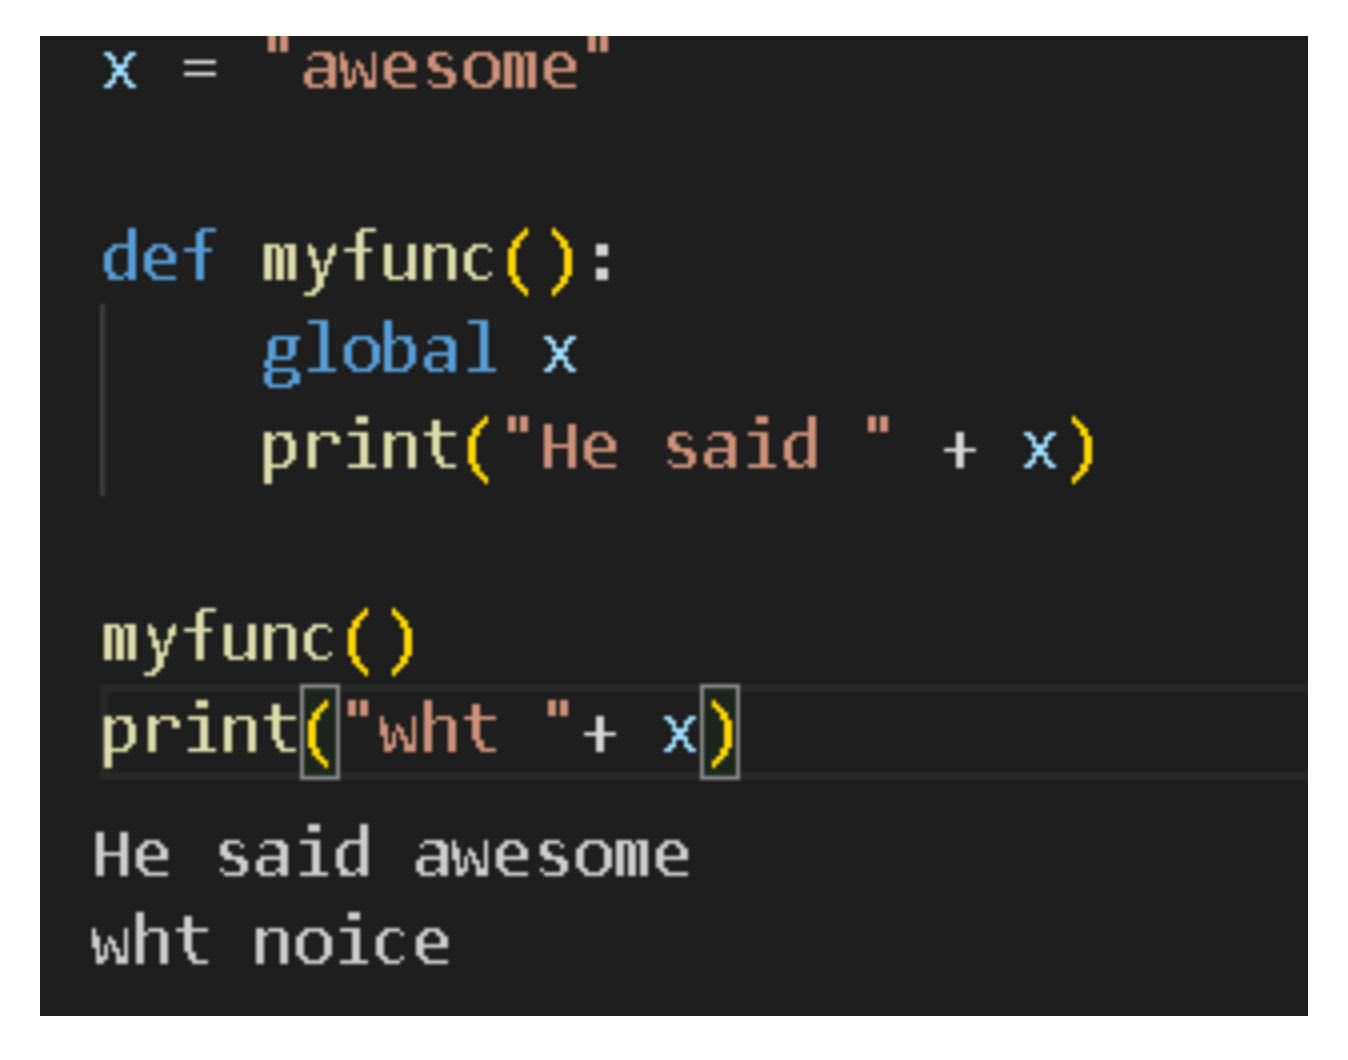 x = "awesome"
def myfunc():
    global x
    print("He said " + x)
myfunc()
print("wht "+ x)
He said awesome
wht noice